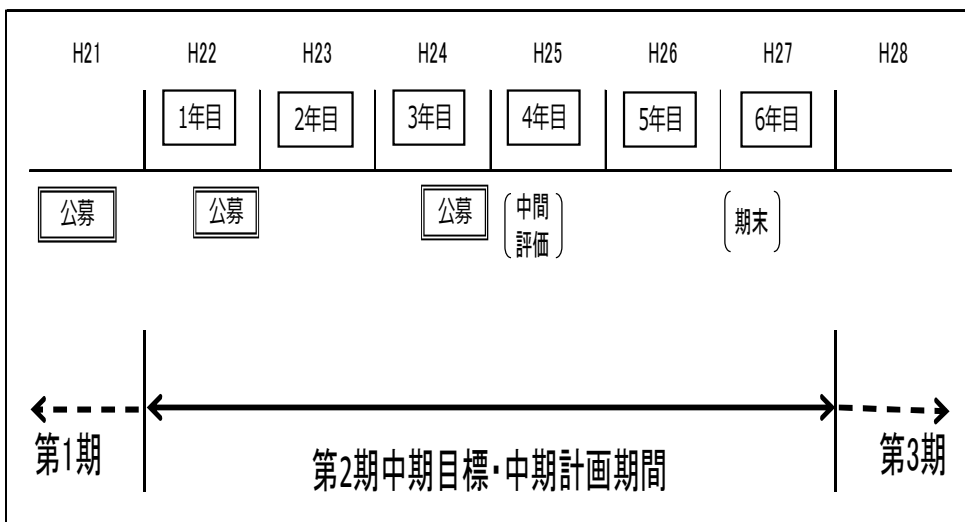 H21 H22 H23 H24 H25 H26 H27 H28
1年目 2年目 3年目 4年目 5年目 6年目
公募 公募 公募 中間 期末
評価
第1期 第2期中期目標・中期計画期間 第3期